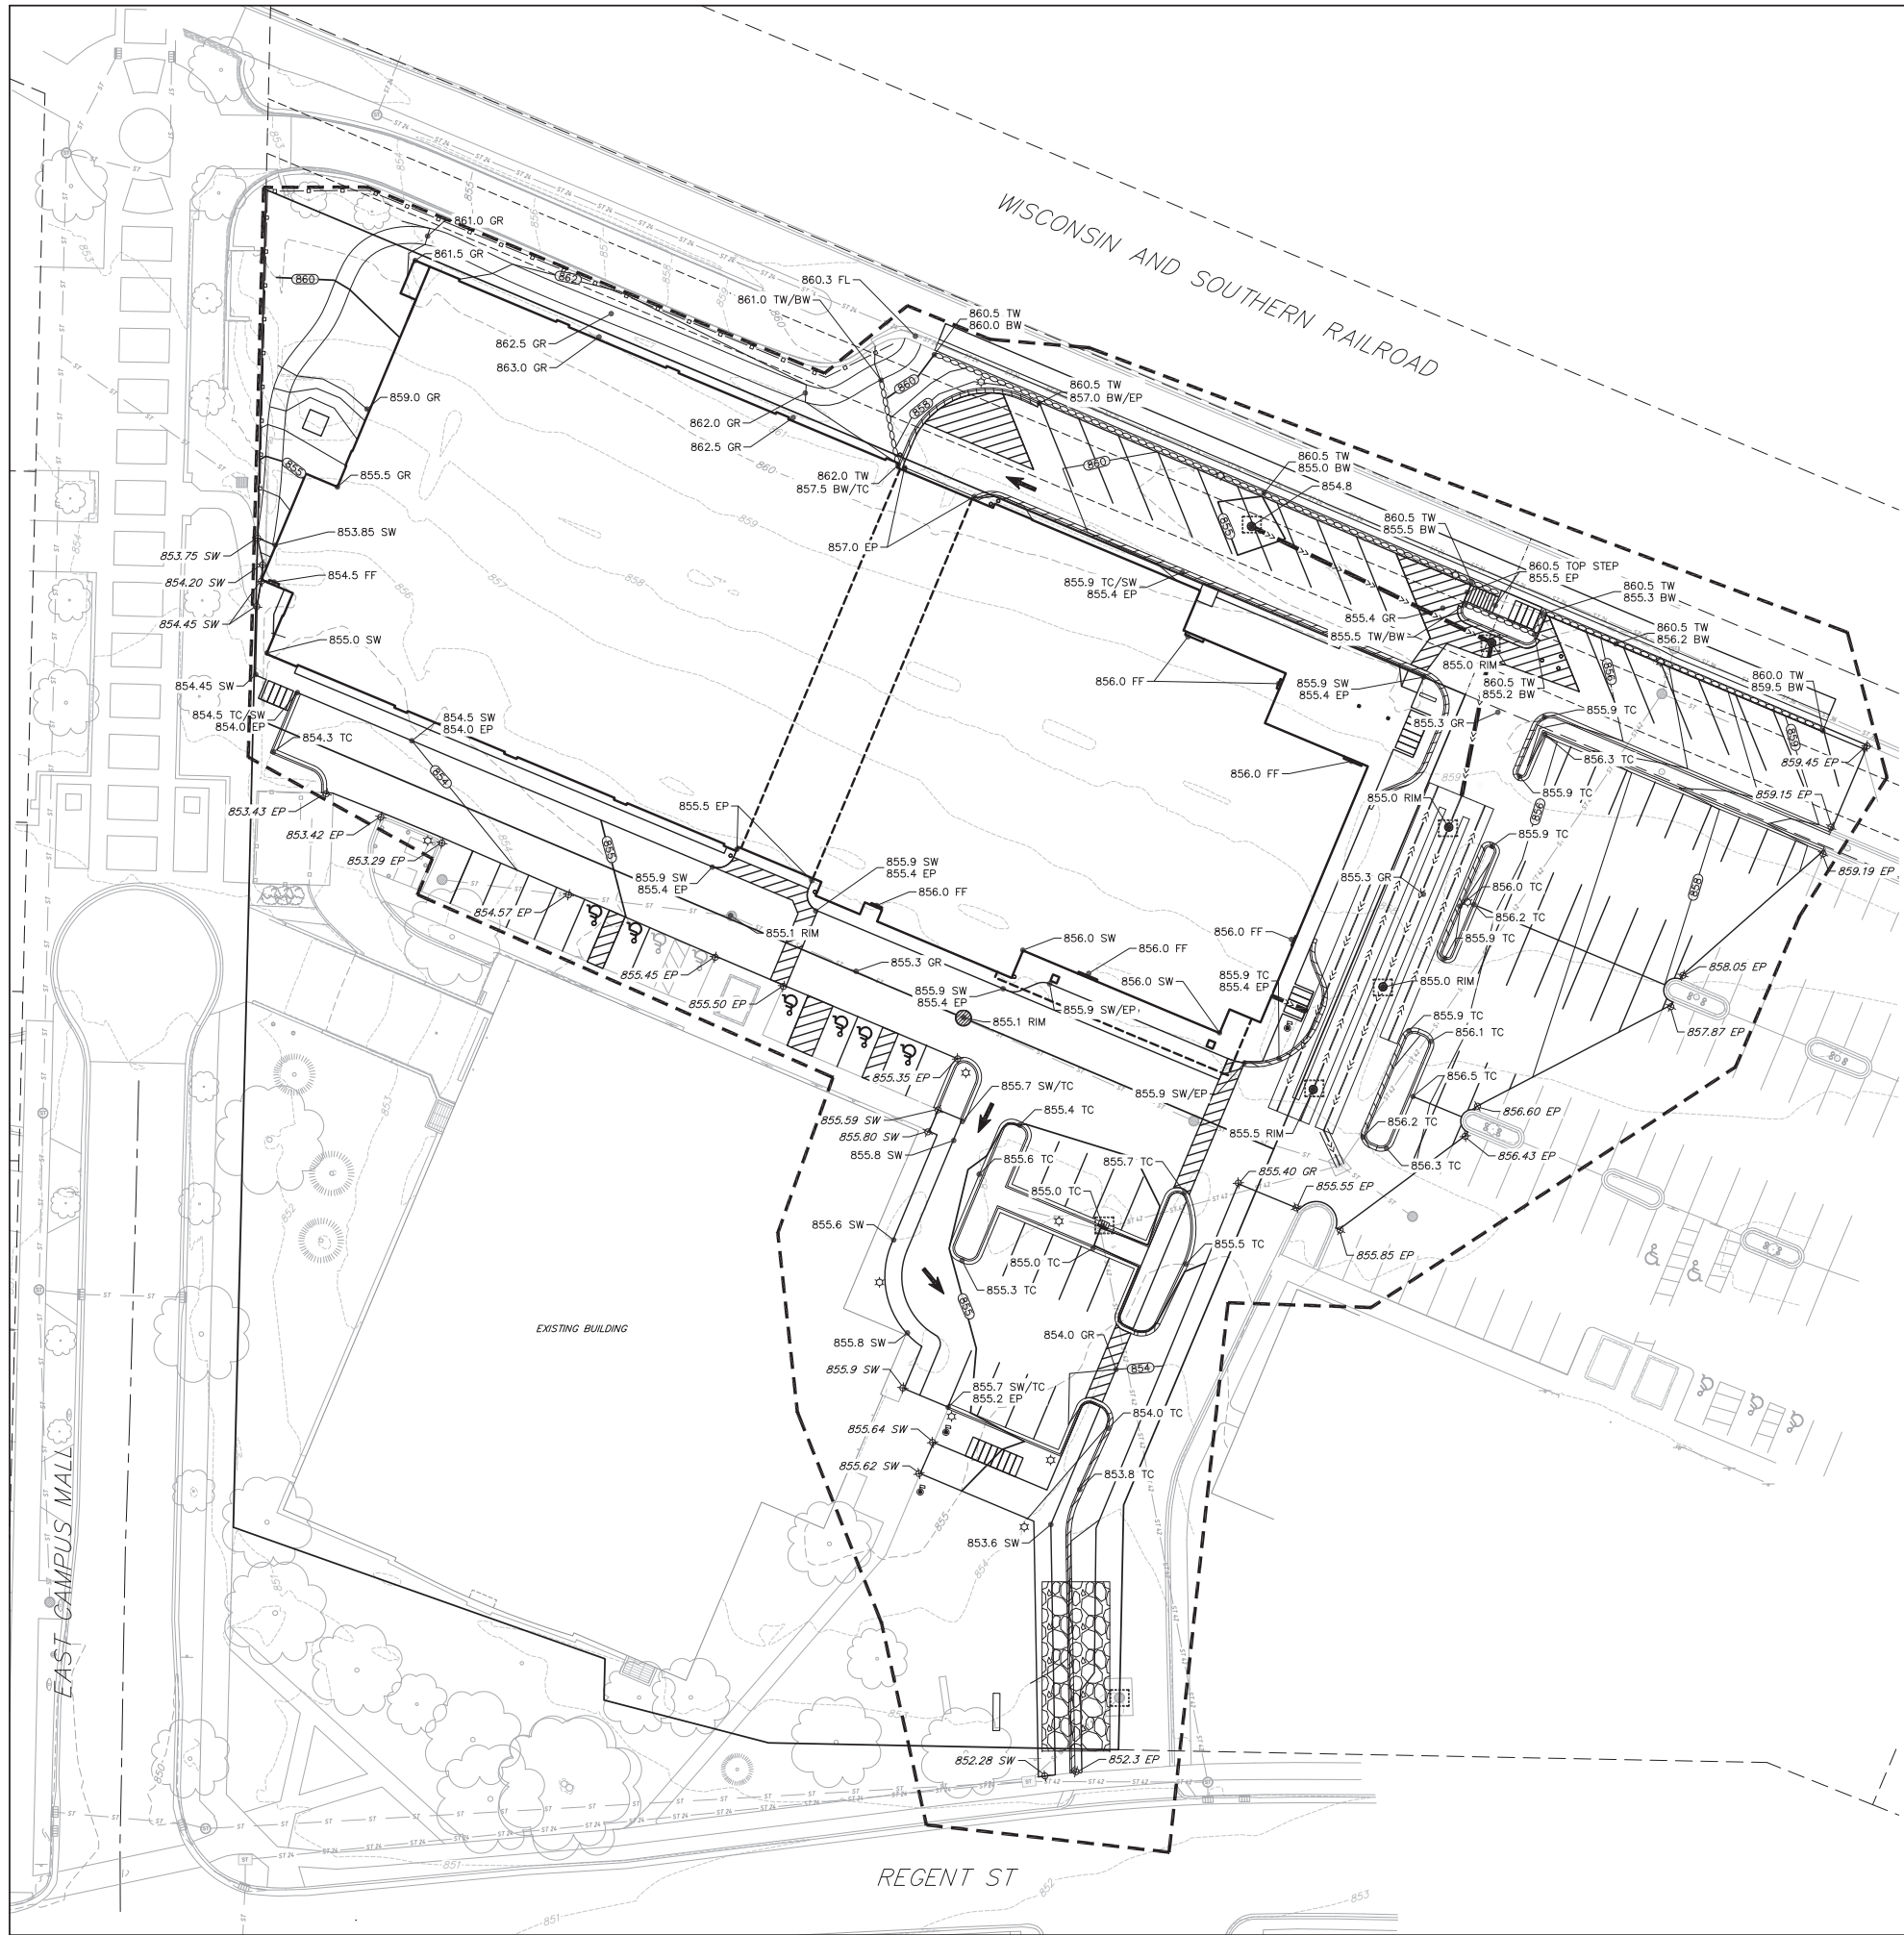 WISCONSIN AND SOUTHERN RAILROAD
861.0 GR
861.5 GR
860
862
860.3 FL
861.0 TW/BW
860.5 TW
860.0 BW
862.5 GR
863.0 GR
860
858
860.5 TW
857.0 BW/EP
859.0 GR
862.0 GR
862.5 GR
860
860.5 TW
855.0 BW
854.8
855
855.5 GR
862.0 TW
857.5 BW/TC
855
860.5 TW
855.5 BW
853.85 SW
853.75 SW
857.0 EP
854.5 FF
854.20 SW
860.5 TOP STEP
855.5 EP
855.9 TC/SW
855.4 EP
860.5 TW
855.3 BW
854.45 SW
855.4 GR
855.5 TW/BW
860.5 TW
856.2 BW
855.0 SW
855.0 RIM
856
854.45 SW
856.0 FF
855.9 SW
855.4 EP
860.5 TW
855.2 BW
860.0 TW
859.5 BW
854.5 TC/SW
854.0 EP
854.5 SW
854.0 EP
855.9 TC
855.3 GR
854.3 TC
859
854
856.3 TC
859.45 EP
856.0 FF
855.9 TC
859.15 EP
853.43 EP
855.5 EP
855.0 RIM
856
853.42 EP
855
855.9 TC
853.29 EP
859.19 EP
855.9 SW
855.4 EP
855.9 SW
855.4 EP
856.0 FF
855.3 GR
856.0 TC
856.2 TC
858
854.57 EP
855.1 RIM
856.0 FF
855.9 TC
855.45 EP
855.3 GR
856.0 SW
856.0 FF
858.05 EP
855.50 EP
855.9 SW
855.4 EP
856.0 SW
855.9 TC
855.4 EP
855.0 RIM
855.9 SW/EP
857.87 EP
855.1 RIM
855.9 TC
856.1 TC
855.35 EP
855.7 SW/TC
856.5 TC
855.59 SW
855.4 TC
855.9 SW/EP
856.60 EP
855.80 SW
856.2 TC
855.8 SW
855.5 RIM
856.43 EP
855.6 TC
855.7 TC
856.3 TC
855.0 TC
855.40 GR
855.55 EP
855.6 SW
855.5 TC
855.85 EP
855.0 TC
855.3 TC
855
EXISTING BUILDING
855.8 SW
854.0 GR
854
855.9 SW
855.7 SW/TC
855.2 EP
854.0 TC
855.64 SW
855.62 SW
853.8 TC
853.6 SW
EAST CAMPUS MALL
852.28 SW
852.3 EP
REGENT ST
851
852
853
851